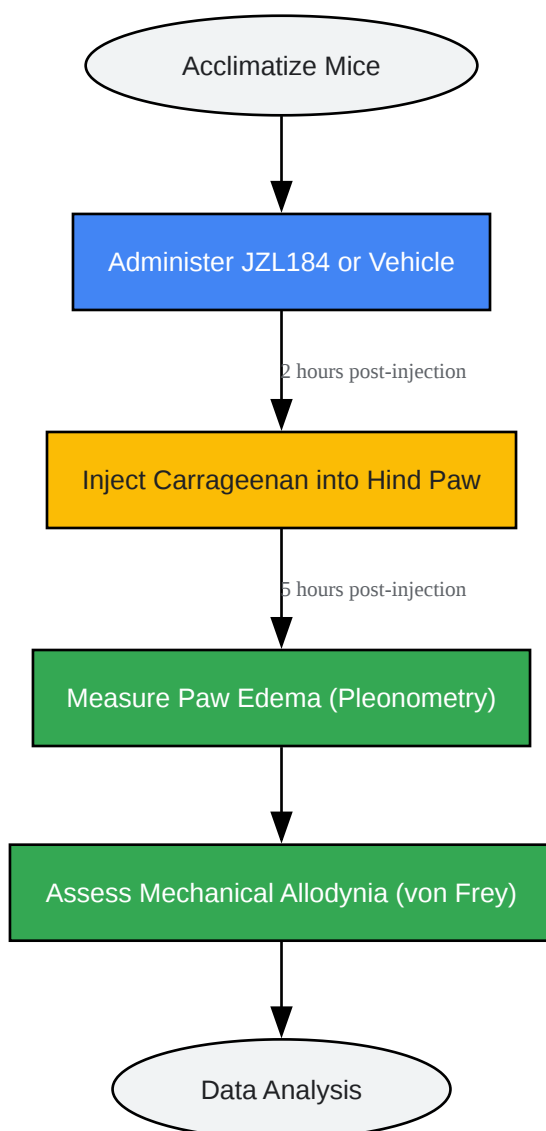 Acclimatize Mice
Administer JZL184 or Vehicle
2 hours post-injection
Inject Carrageenan into Hind Paw
5 hours post-injection
Measure Paw Edema (Pleonometry)
Assess Mechanical Allodynia (von Frey)
Data Analysis